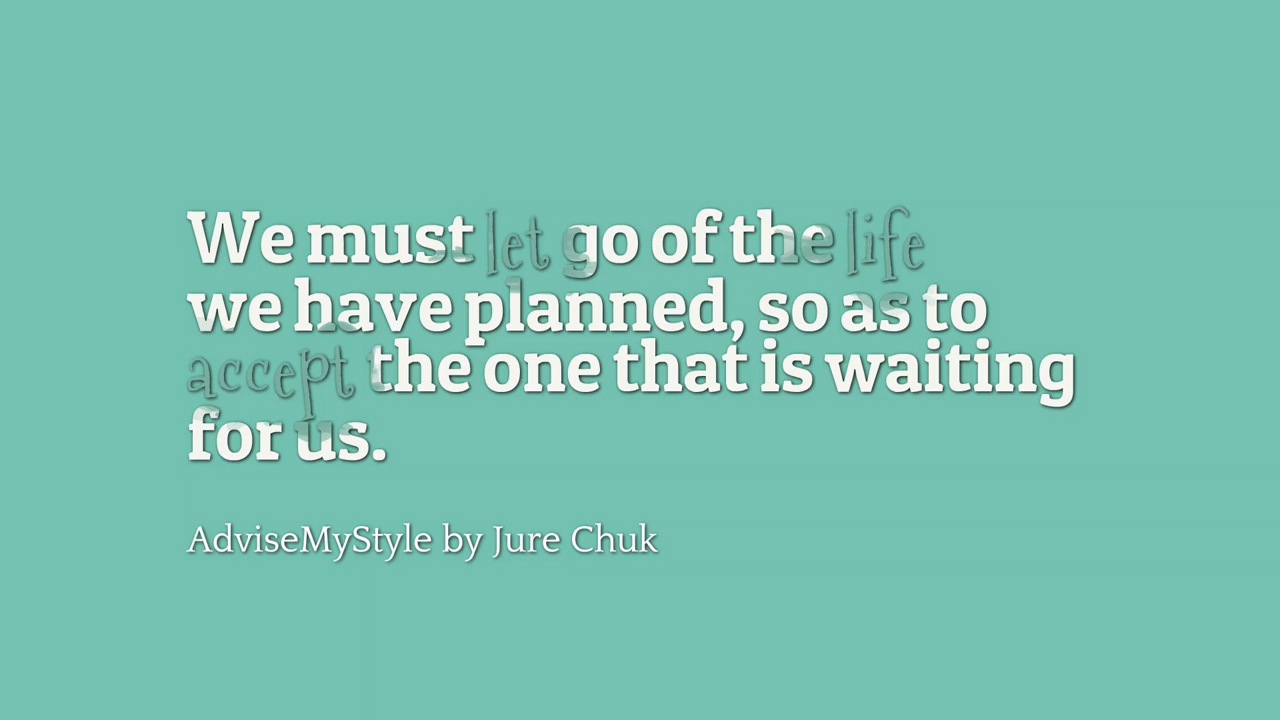 We must let go of the life
we have planned, so as to
accept the one that is waiting
for us.
AdviseMyStyle by Jure Chuk